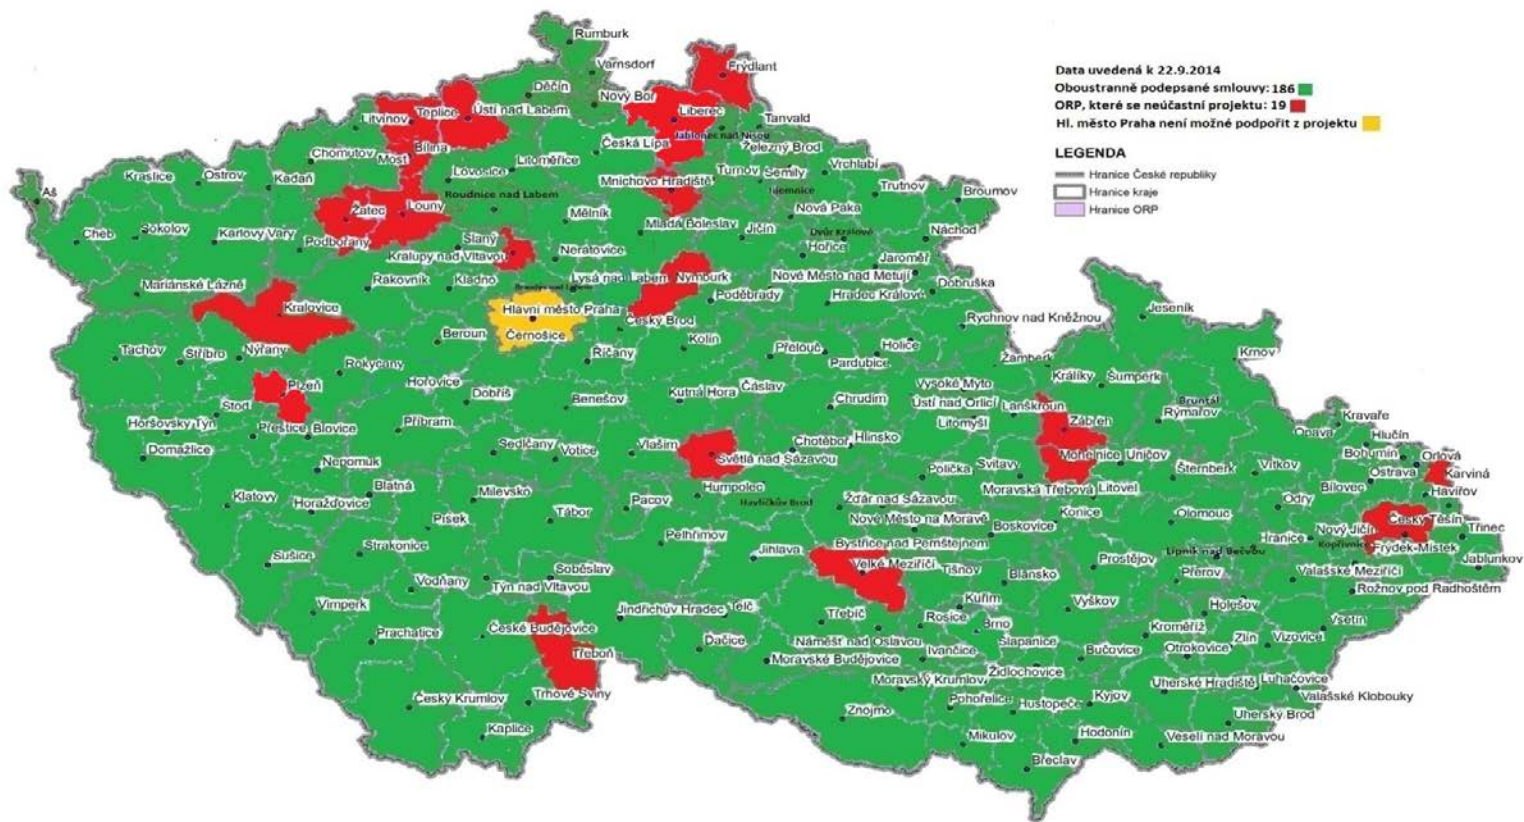 Data uvedená k 22.9.2014
Oboustranně podepsané smlouvy: 186
ORP, které se neúčastní projektu: 19
Hl. město Praha není možné podpořit z projektu
LEGENDA
Hranice České republiky
Hranice kraje
Hranice ORP
Rumburk
Varnsdorf
Děčín
Nový Bor
Frýdlant
Teplice
Ústí nad Labem
Litvínov
Liberec
Jablonec nad Nisou
Tanvald
Bílina
Most
Česká Lípa
Železný Brod
Chomutov
Litoměřice
Lovosice
Turnov
Semily
Vrchlabí
Aš
Kraslice
Ostrov
Kadaň
Roudnice nad Labem
Mnichovo Hradiště
Jilemnice
Trutnov
Broumov
Žatec
Louny
Mělník
Mladá Boleslav
Nová Paka
Jičín
Dvůr Králové
Hořice
Náchod
Cheb
Sokolov
Karlovy Vary
Podbořany
Slaný
Kralupy nad Vltavou
Neratovice
Jaroměř
Mariánské Lázně
Rakovník
Kladno
Brandýs nad Labem
Lysá nad Labem
Nymburk
Nové Město nad Metují
Dobruška
Kralovice
Poděbrady
Hradec Králové
Jeseník
Hlavní město Praha
Český Brod
Rychnov nad Kněžnou
Beroun
Černošice
Kolín
Tachov
Stříbro
Nýřany
Rokycany
Říčany
Přelouč
Pardubice
Holice
Žamberk
Krnov
Plzeň
Hořovice
Dobříš
Benešov
Kutná Hora
Čáslav
Vysoké Mýto
Králíky
Šumperk
Bruntál
Stod
Chrudim
Ústí nad Orlicí
Lanškroun
Rýmařov
Kravaře
Horšovský Týn
Přeštice
Blovice
Příbram
Litomyšl
Zábřeh
Opava
Hlučín
Domažlice
Sedlčany
Votice
Vlašim
Světlá nad Sázavou
Chotěboř
Hlinsko
Mohelnice
Uničov
Bohumín
Orlová
Nepomuk
Polička
Svitavy
Šternberk
Vítkov
Ostrava
Karviná
Klatovy
Horažďovice
Blatná
Milevsko
Pacov
Humpolec
Havlíčkův Brod
Žďár nad Sázavou
Moravská Třebová
Litovel
Odry
Bílovec
Havířov
Písek
Tábor
Nové Město na Moravě
Boskovice
Konice
Olomouc
Nový Jičín
Český Těšín
Třinec
Sušice
Strakonice
Pelhřimov
Jihlava
Bystřice nad Pernštejnem
Hranice
Kopřivnice
Frýdek-Místek
Lipník nad Bečvou
Soběslav
Velké Meziříčí
Tišnov
Prostějov
Jablunkov
Vodňany
Týn nad Vltavou
Blansko
Přerov
Valašské Meziříčí
Rožnov pod Radhoštěm
Vimperk
Jindřichův Hradec
Telč
Třebíč
Kuřim
Vyškov
Holešov
Prachatice
České Budějovice
Dačice
Náměšť nad Oslavou
Rosice
Brno
Šlapanice
Kroměříž
Zlín
Vizovice
Vsetín
Třeboň
Moravské Budějovice
Ivančice
Židlochovice
Bučovice
Otrokovice
Český Krumlov
Trhové Sviny
Moravský Krumlov
Pohořelice
Hustopeče
Kyjov
Uherské Hradiště
Luhačovice
Valašské Klobouky
Kaplice
Znojmo
Mikulov
Hodonín
Veselí nad Moravou
Uherský Brod
Břeclav